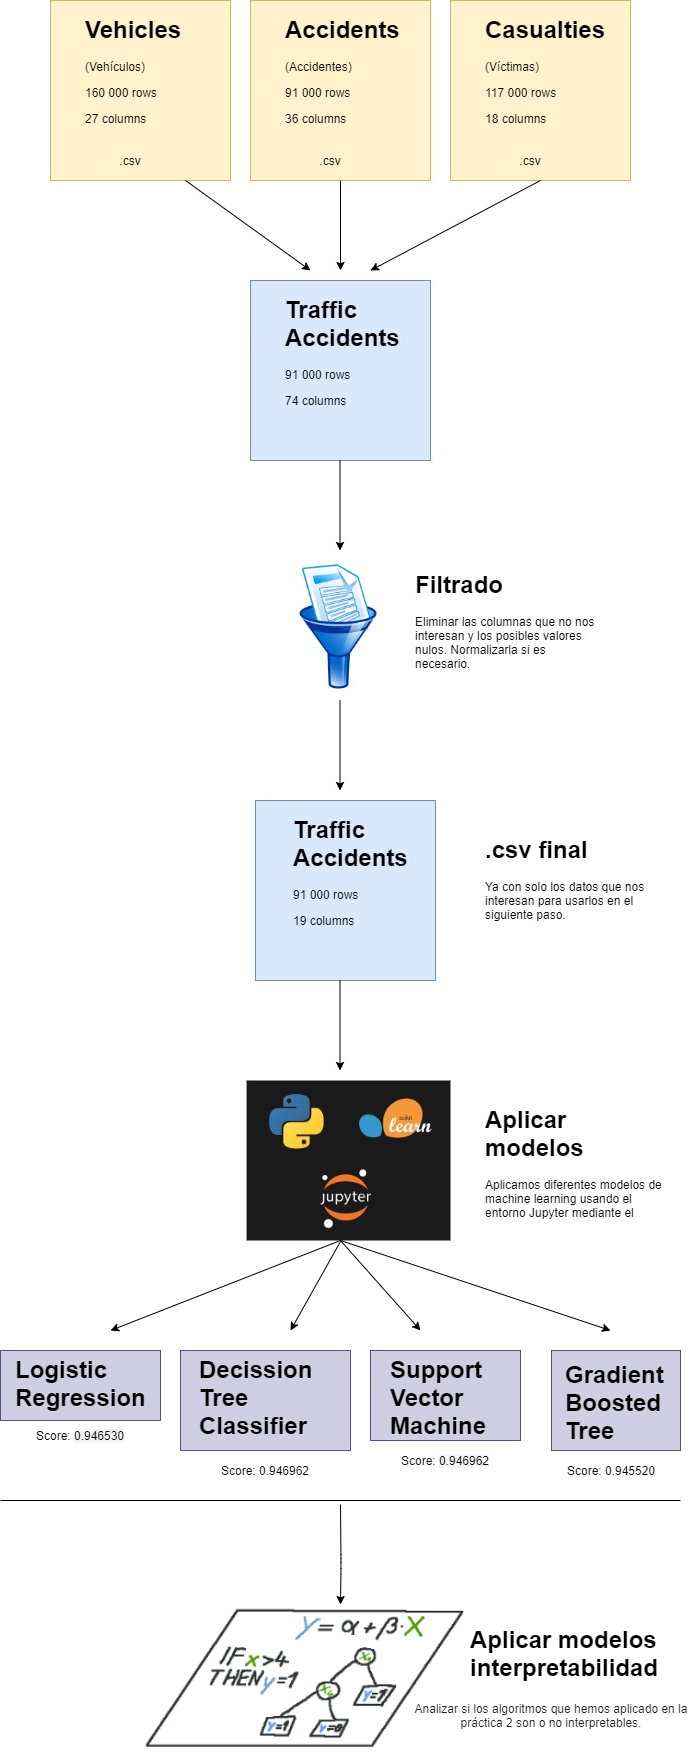 Vehicles
(Vehículos)
160 000 rows
27 columns
.csv
Accidents
(Accidentes)
91 000 rows
36 columns
.csv
Casualties
(Víctimas)
117 000 rows
18 columns
.csv
Traffic
Accidents
91 000 rows
74 columns
Filtrado
Eliminar las columnas que no nos
interesan y los posibles valores
nulos. Normalizarla si es
necesario.
Traffic
Accidents
91 000 rows
19 columns
.csv final
Ya con solo los datos que nos
interesan para usarlos en el
siguiente paso.
scikit
learn
jupyter
Aplicar
modelos
Aplicamos diferentes modelos de
machine learning usando el
entorno Jupyter mediante el
Logistic
Regression
Score: 0.946530
Decission
Tree
Classifier
Score: 0.946962
Support
Vector
Machine
Score: 0.946962
Gradient
Boosted
Tree
Score: 0.945520
Y = α + β·X
IF x>4
THEN y=1
y=1
y=1
y=0
Aplicar modelos
interpretabilidad
Analizar si los algoritmos que hemos aplicado en la
práctica 2 son o no interpretables.